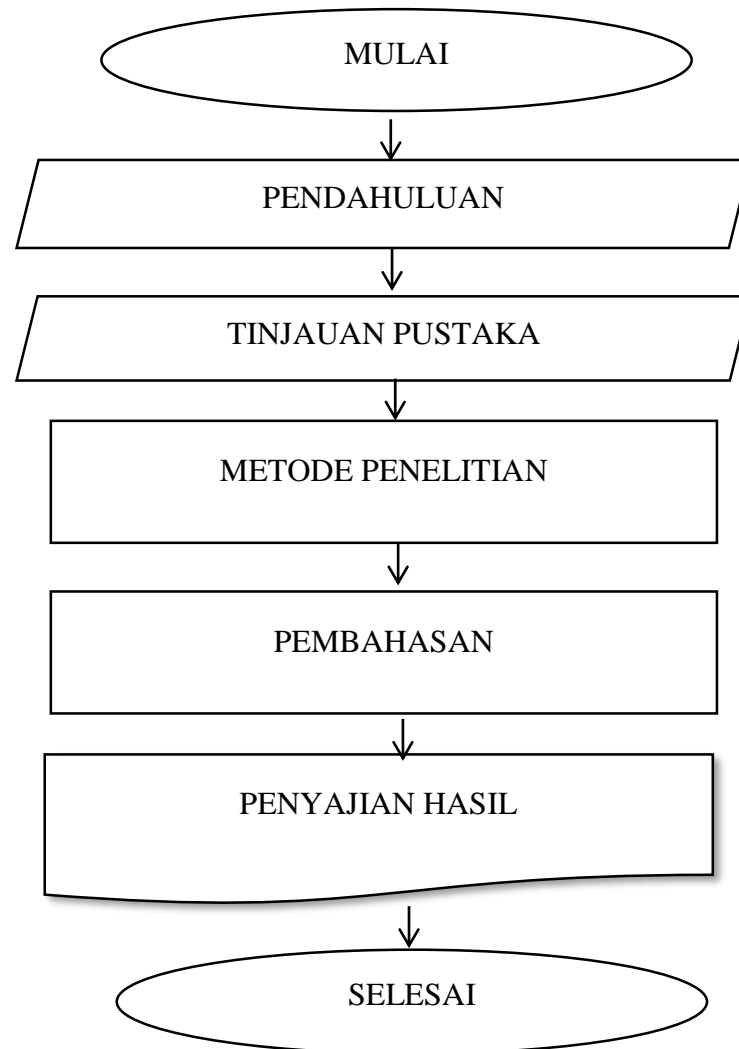 MULAI
PENDAHULUAN
TINJAUAN PUSTAKA
METODE PENELITIAN
PEMBAHASAN
PENYAJIAN HASIL
SELESAI